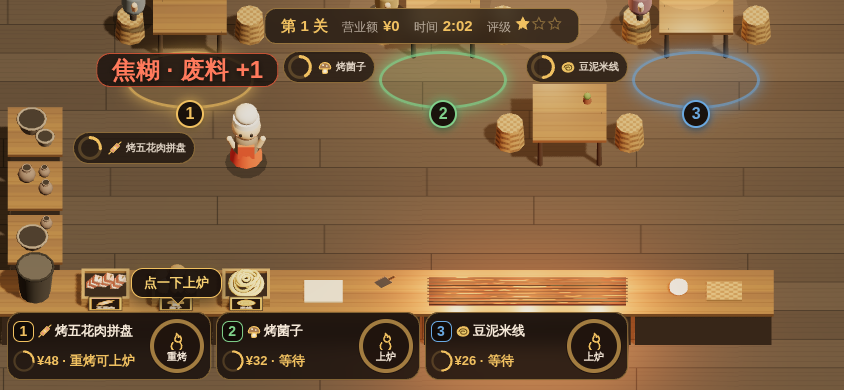 第 1 关 营业额 ¥0 时间 2:02 评级
焦糊 · 废料 +1
烤菌子
豆泥米线
1
2
3
烤五花肉拼盘
点一下上炉
1 烤五花肉拼盘
¥48 · 重烤可上炉
重烤
2 烤菌子
¥32 · 等待
上炉
3 豆泥米线
¥26 · 等待
上炉